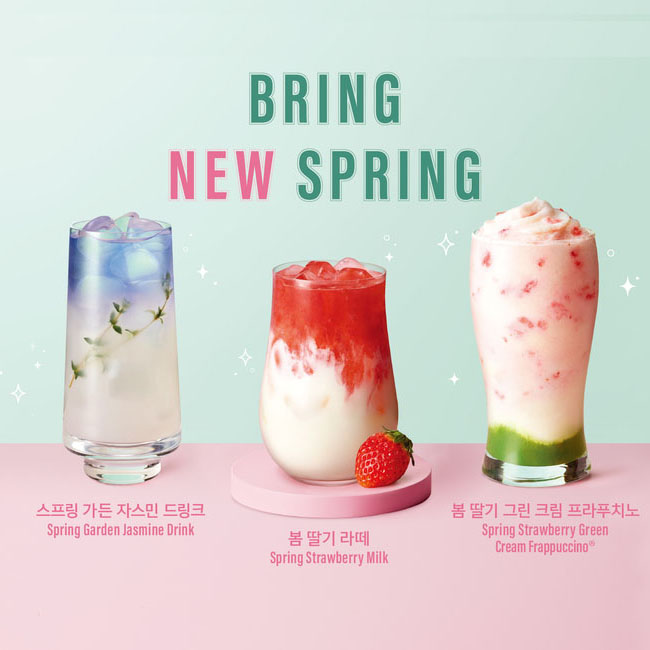 BRING
NEW SPRING
스프링 가든 자스민 드링크
Spring Garden Jasmine Drink
봄 딸기 라떼
Spring Strawberry Milk
봄 딸기 그린 크림 프라푸치노
Spring Strawberry Green
Cream Frappuccino®